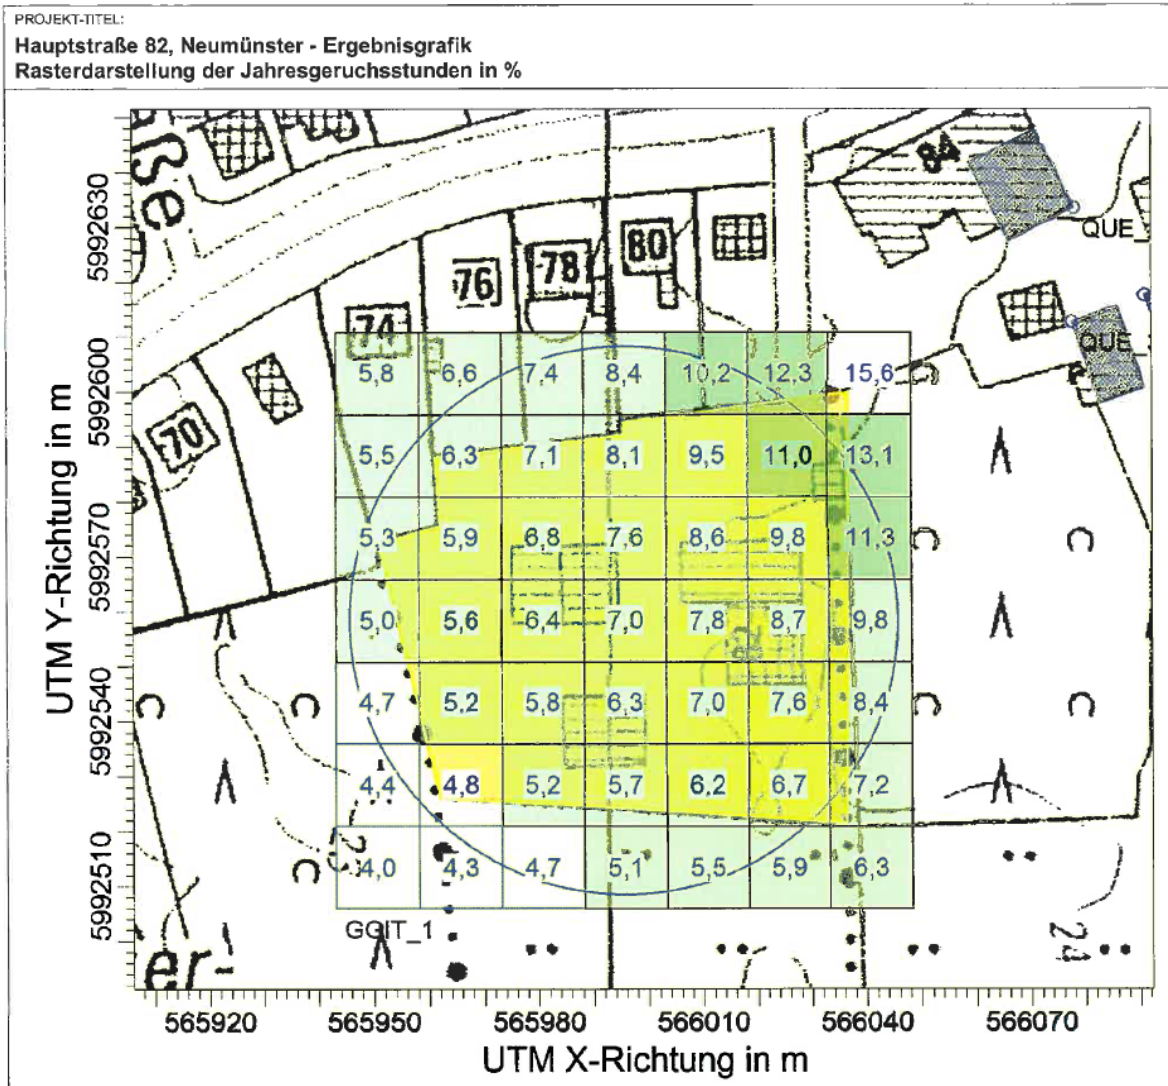 PROJEKT-TITEL:
Hauptstraße 82, Neumünster - Ergebnisgrafik
Rasterdarstellung der Jahresgeruchsstunden in %
ße
84
QUE_
80
78
76
74
QUE_
70
5,8 6,6 7,4 8,4 10,2 12,3 15,6
5,5 6,3 7,1 8,1 9,5 11,0 13,1
5,3 5,9 6,8 7,6 8,6 9,8 11,3
5,0 5,6 6,4 7,0 7,8 8,7 9,8
82
4,7 5,2 5,8 6,3 7,0 7,6 8,4
4,4 4,8 5,2 5,7 6,2 6,7 7,2
4,0 4,3 4,7 5,1 5,5 5,9 6,3
GGIT_1
er-
24
UTM Y-Richtung in m
5992630
5992600
5992570
5992540
5992510
565920 565950 565980 566010 566040 566070
UTM X-Richtung in m